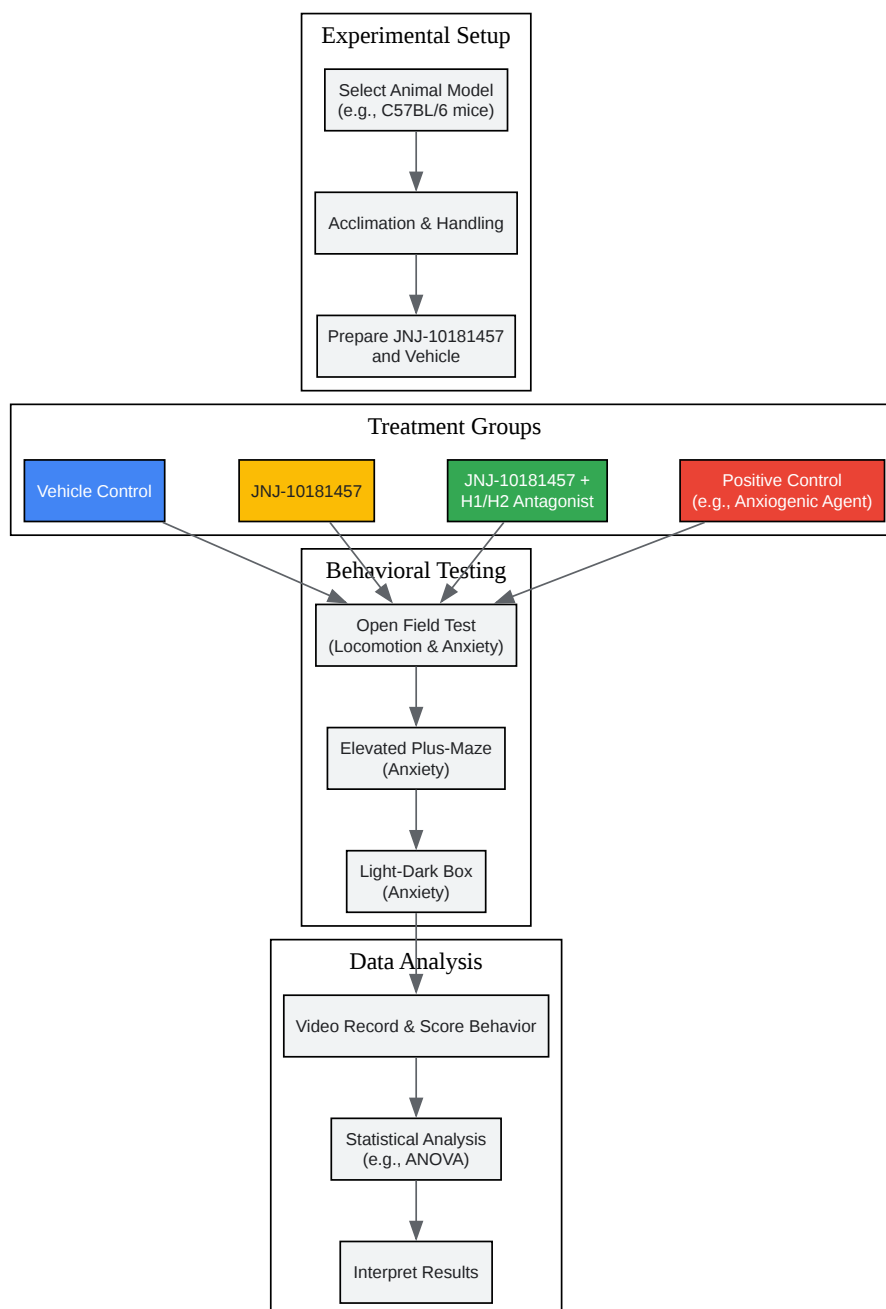 Experimental Setup
Select Animal Model
(e.g., C57BL/6 mice)
Acclimation & Handling
Prepare JNJ-10181457
and Vehicle
Treatment Groups
Vehicle Control
JNJ-10181457
JNJ-10181457 +
H1/H2 Antagonist
Positive Control
(e.g., Anxiogenic Agent)
Behavioral Testing
Open Field Test
(Locomotion & Anxiety)
Elevated Plus-Maze
(Anxiety)
Light-Dark Box
(Anxiety)
Data Analysis
Video Record & Score Behavior
Statistical Analysis
(e.g., ANOVA)
Interpret Results